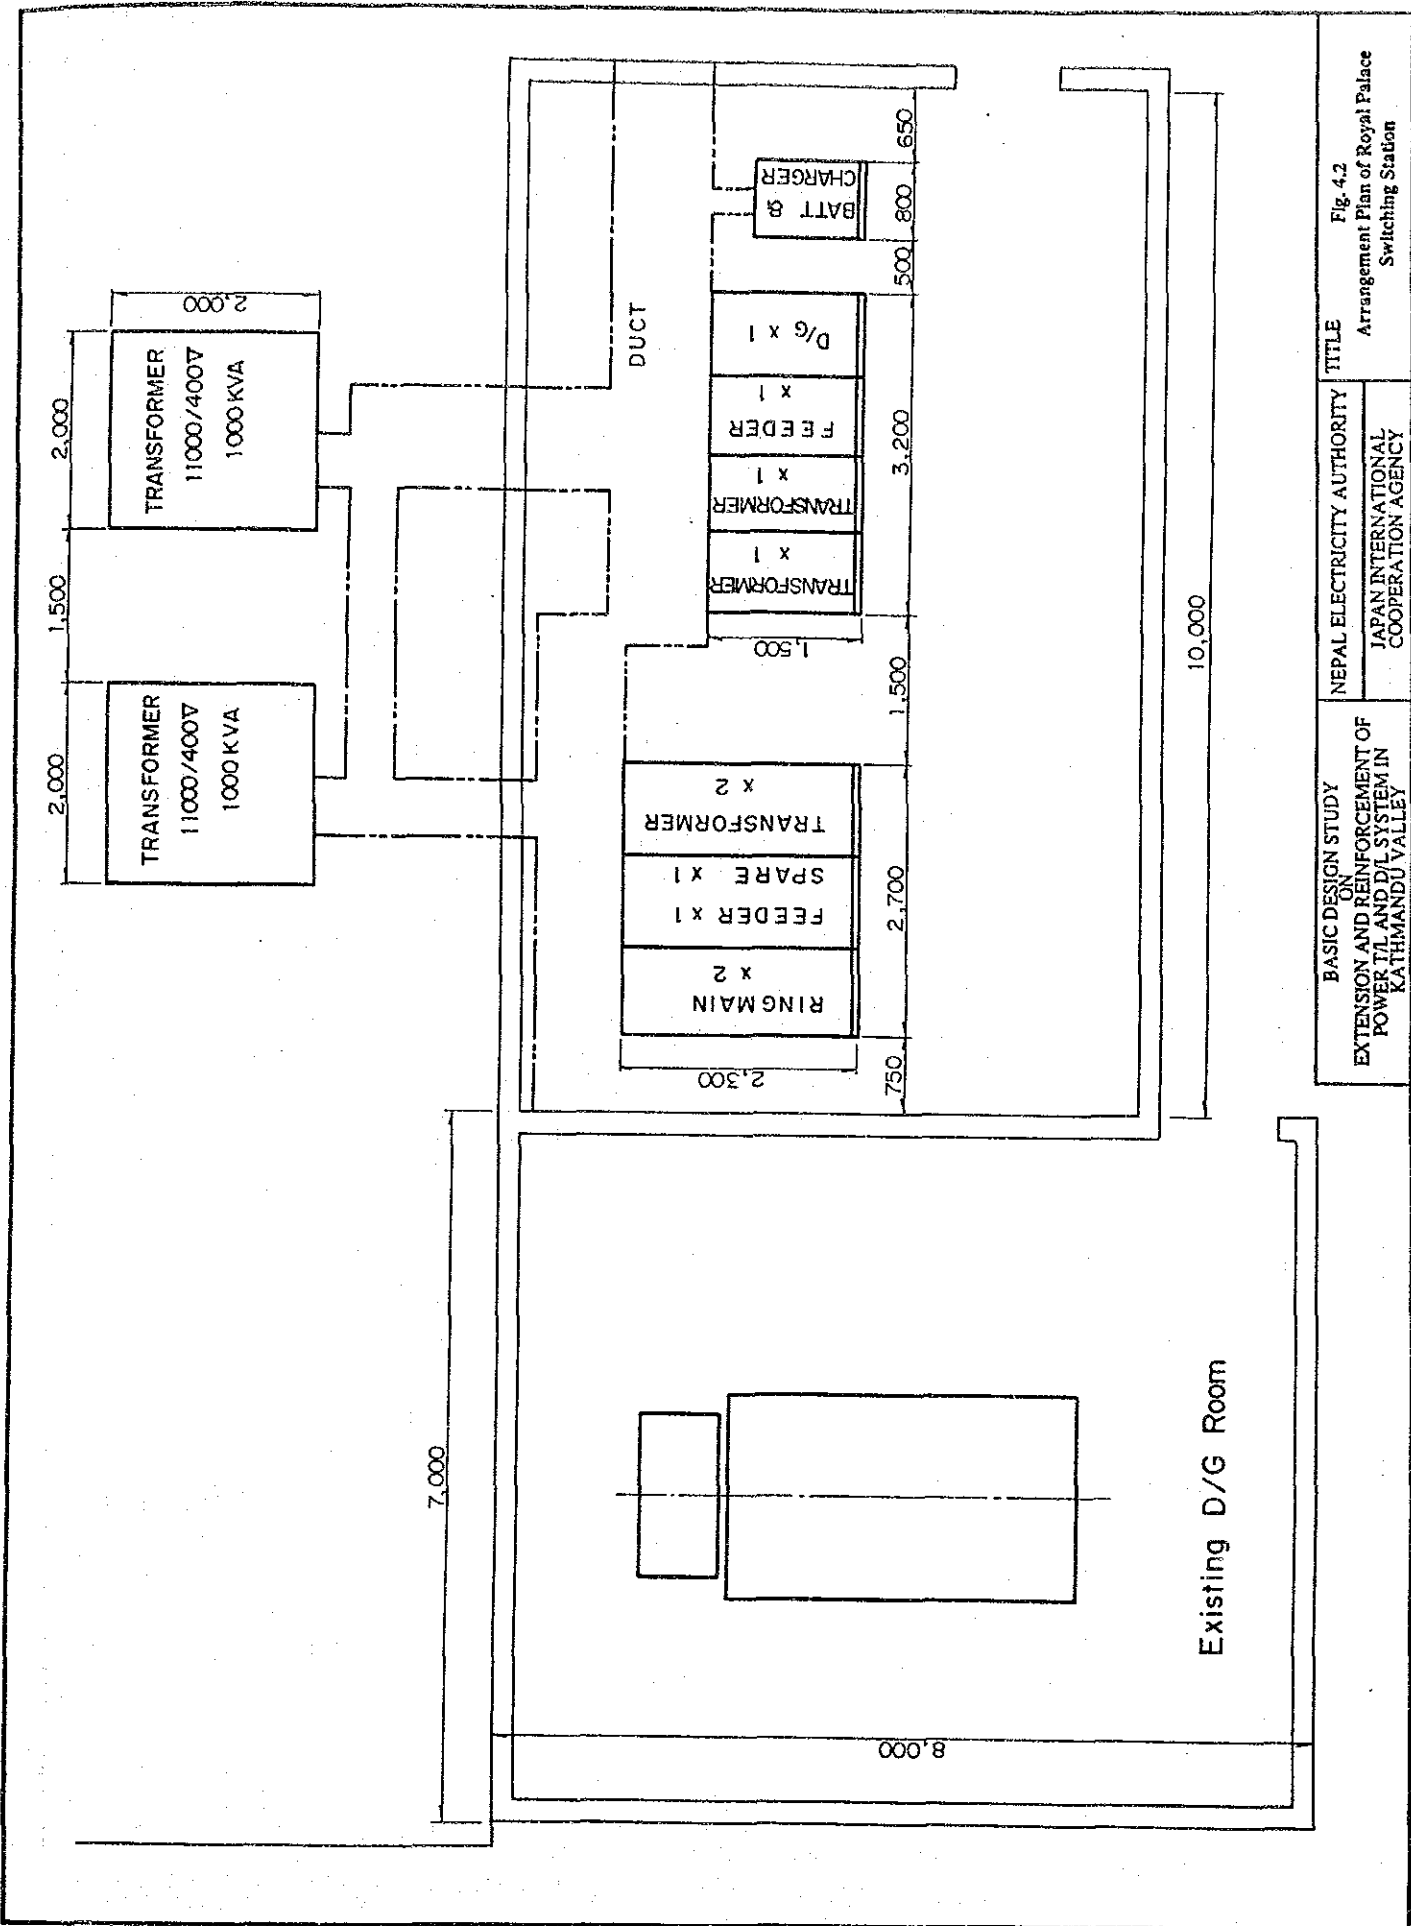 2,000
1,500
2,000
TRANSFORMER
11000/400V
1000 KVA
TRANSFORMER
11000/400V
1000 KVA
2,000
7,000
DUCT
RINGMAIN
x 2
FEEDER x 1
SPARE x 1
TRANSFORMER
x 2
TRANSFORMER
x 1
TRANSFORMER
x 1
FEEDER
x 1
D/G x 1
BATT &
CHARGER
2,300
1,500
750
2,700
1,500
3,200
500
800
650
10,000
8,000
Existing D/G Room
BASIC DESIGN STUDY
ON
EXTENSION AND REINFORCEMENT OF
POWER T/L AND D/L SYSTEM IN
KATHMANDU VALLEY
NEPAL ELECTRICITY AUTHORITY
JAPAN INTERNATIONAL
COOPERATION AGENCY
TITLE
Fig. 4.2
Arrangement Plan of Royal Palace
Switching Station